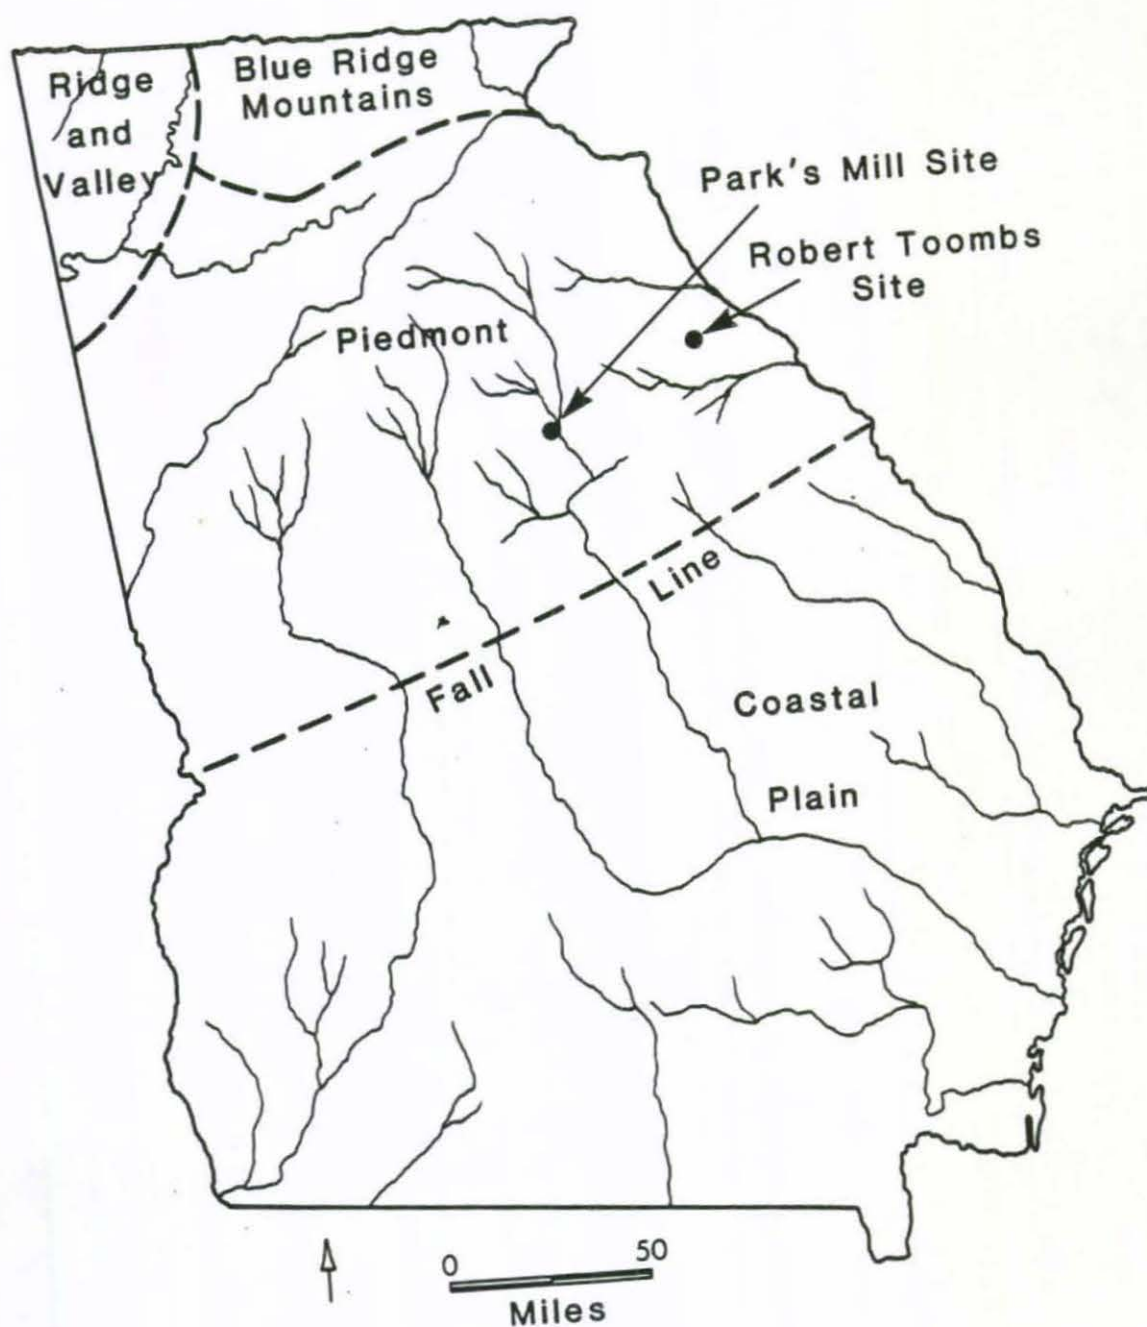 Ridge
and
Valley
Blue Ridge
Mountains
Park's Mill Site
Robert Toombs
Site
Piedmont
Fall Line
Coastal
Plain
0 50
Miles